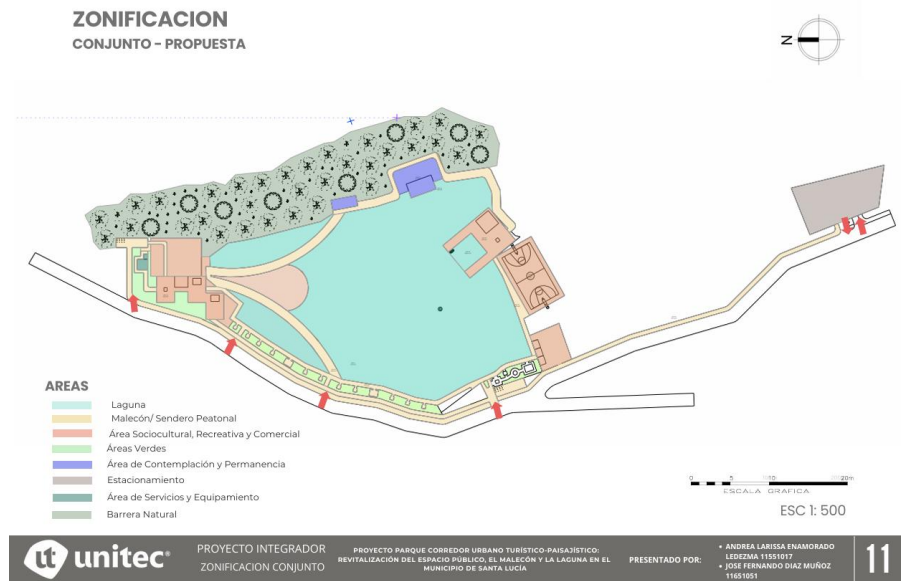 ZONIFICACION
CONJUNTO - PROPUESTA
N
AREAS
Laguna
Malecón/ Sendero Peatonal
Área Sociocultural, Recreativa y Comercial
Áreas Verdes
Área de Contemplación y Permanencia
Estacionamiento
Área de Servicios y Equipamiento
Barrera Natural
0 5 10 20m
ESCALA GRAFICA
ESC 1: 500
ut unitec®
PROYECTO INTEGRADOR
ZONIFICACION CONJUNTO
PROYECTO PARQUE CORREDOR URBANO TURÍSTICO-PAISAJÍSTICO:
REVITALIZACIÓN DEL ESPACIO PÚBLICO, EL MALECÓN Y LA LAGUNA EN EL
MUNICIPIO DE SANTA LUCÍA
PRESENTADO POR:
• ANDREA LARISSA ENAMORADO
LEDEZMA 11551017
• JOSE FERNANDO DIAZ MUÑOZ
11651051
11